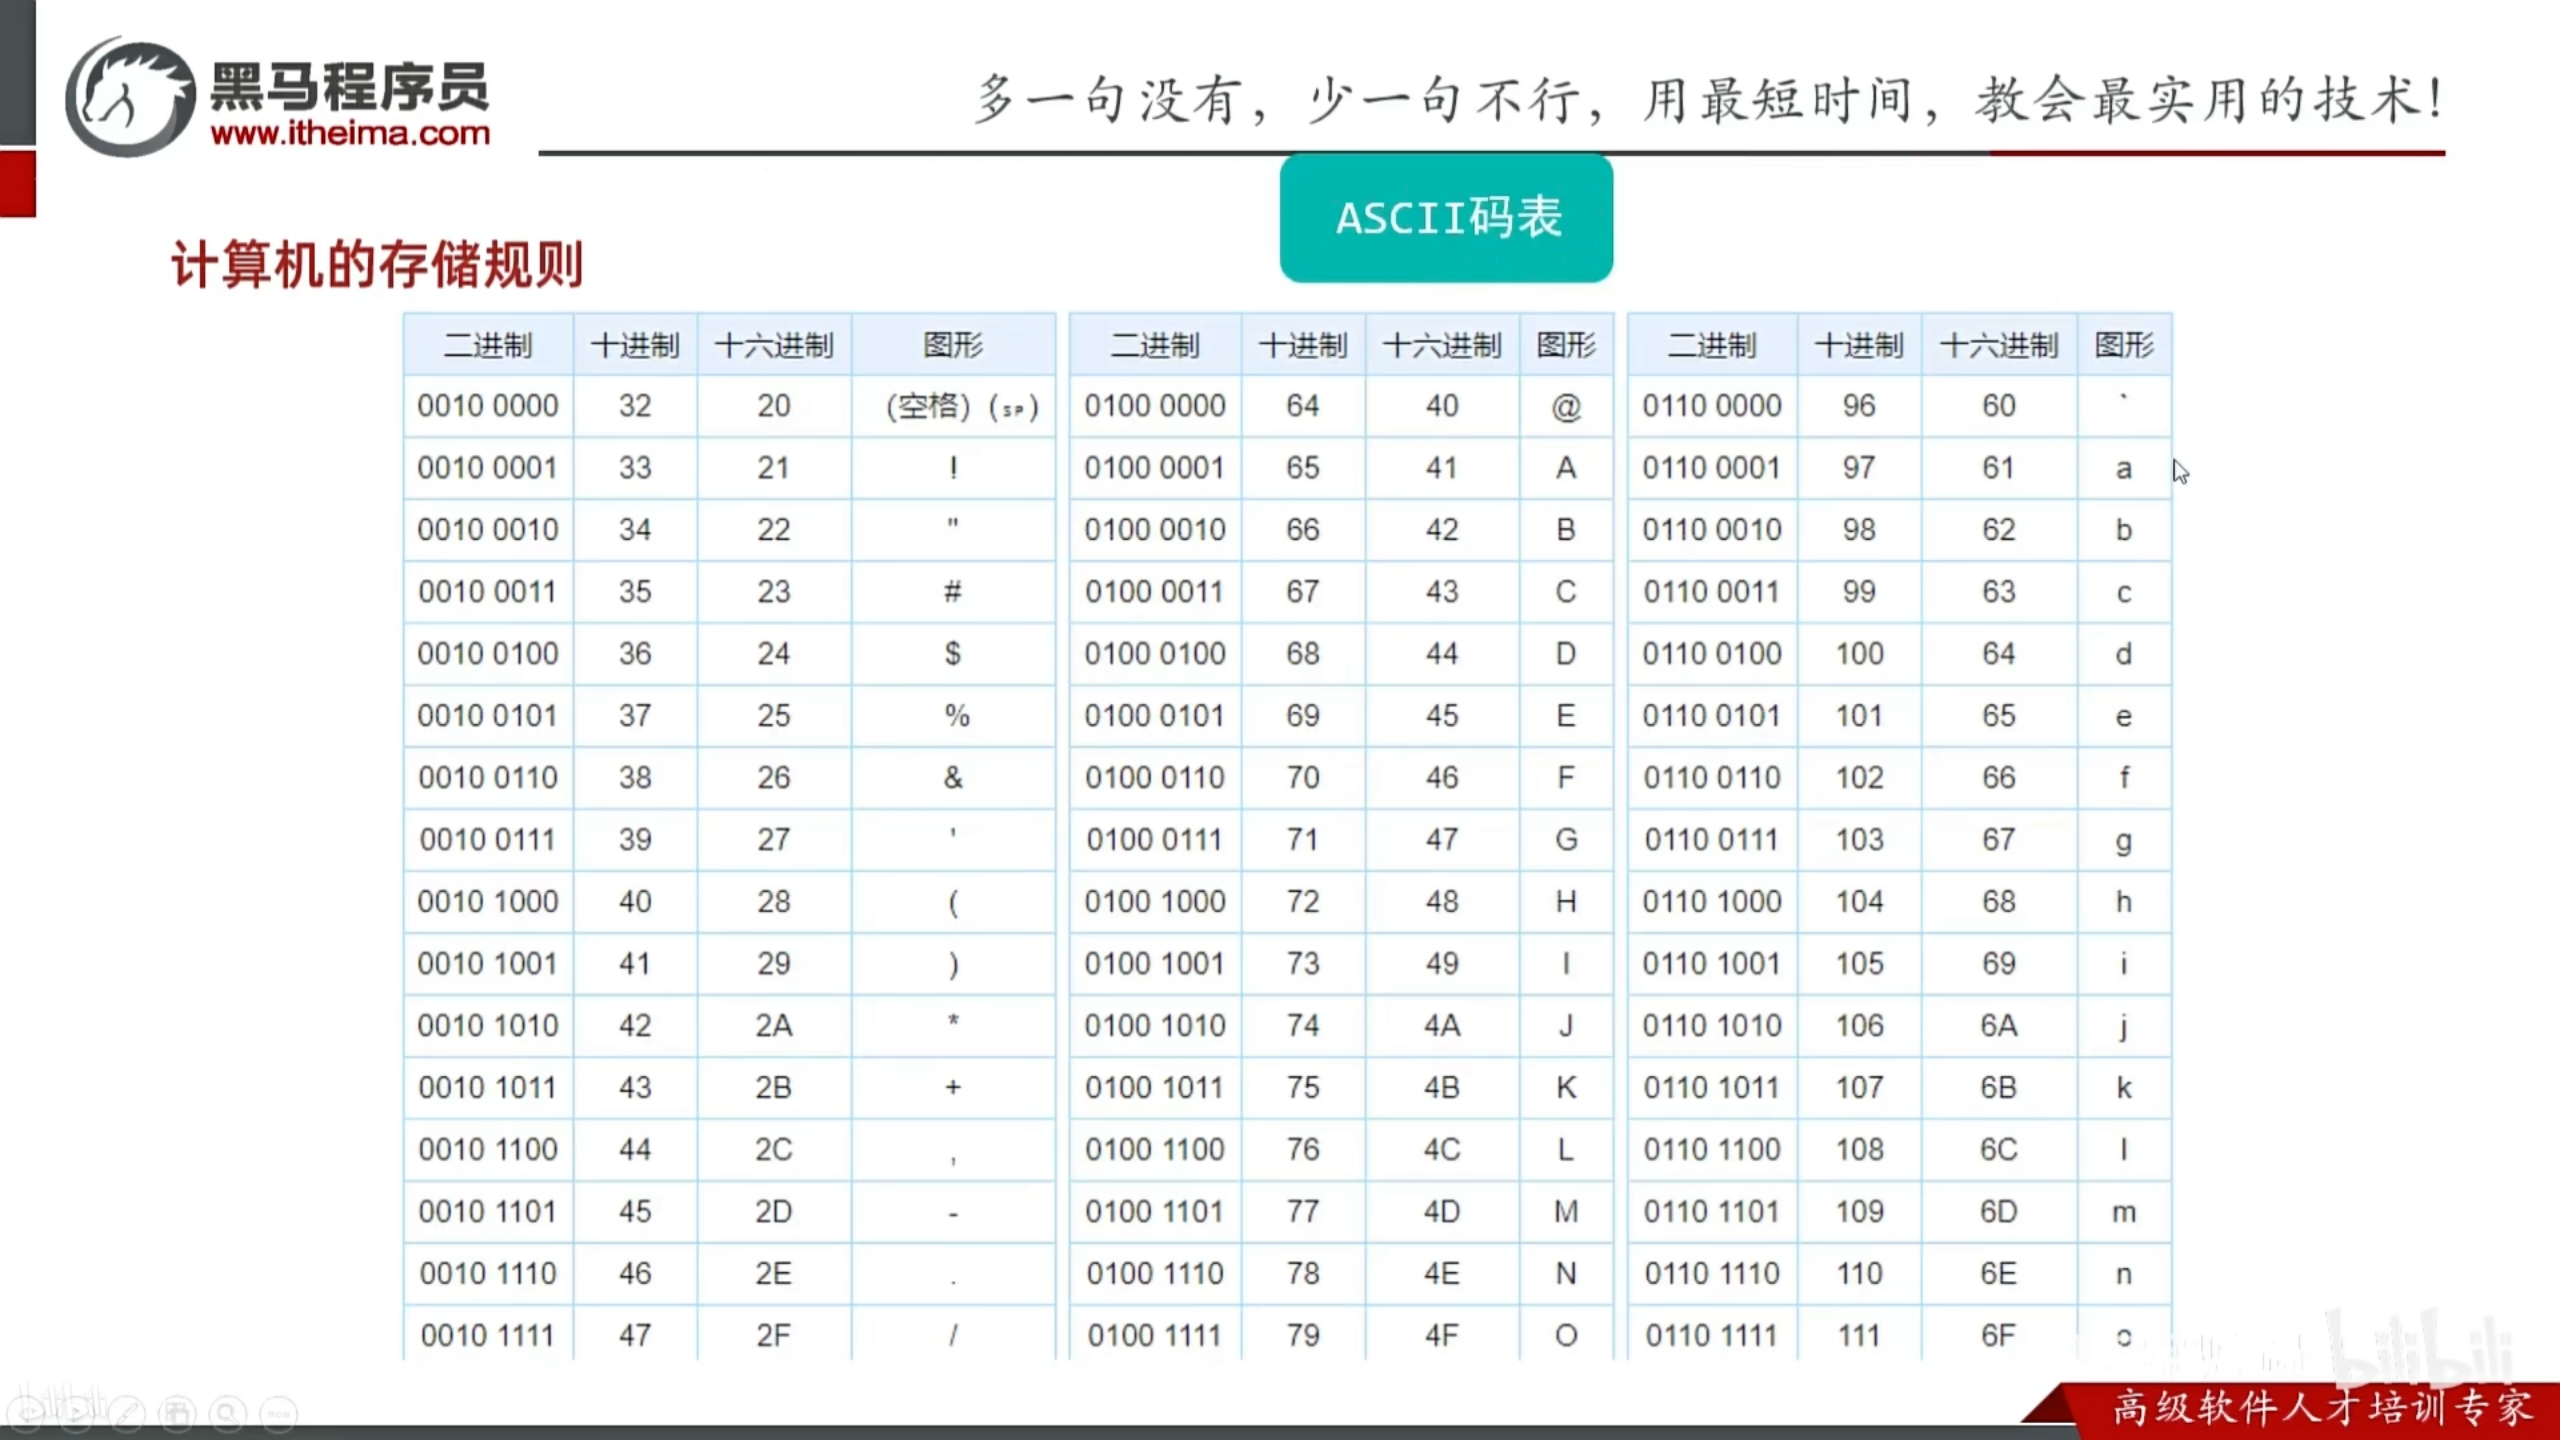 黑马程序员
www.itheima.com
多一句没有，少一句不行，用最短时间，教会最实用的技术！
ASCII码表
计算机的存储规则
二进制 十进制 十六进制 图形 二进制 十进制 十六进制 图形 二进制 十进制 十六进制 图形
0010 0000 32 20 (空格) (SP) 0100 0000 64 40 @ 0110 0000 96 60 `
0010 0001 33 21 ! 0100 0001 65 41 A 0110 0001 97 61 a
0010 0010 34 22 " 0100 0010 66 42 B 0110 0010 98 62 b
0010 0011 35 23 # 0100 0011 67 43 C 0110 0011 99 63 c
0010 0100 36 24 $ 0100 0100 68 44 D 0110 0100 100 64 d
0010 0101 37 25 % 0100 0101 69 45 E 0110 0101 101 65 e
0010 0110 38 26 & 0100 0110 70 46 F 0110 0110 102 66 f
0010 0111 39 27 ' 0100 0111 71 47 G 0110 0111 103 67 g
0010 1000 40 28 ( 0100 1000 72 48 H 0110 1000 104 68 h
0010 1001 41 29 ) 0100 1001 73 49 I 0110 1001 105 69 i
0010 1010 42 2A * 0100 1010 74 4A J 0110 1010 106 6A j
0010 1011 43 2B + 0100 1011 75 4B K 0110 1011 107 6B k
0010 1100 44 2C , 0100 1100 76 4C L 0110 1100 108 6C l
0010 1101 45 2D - 0100 1101 77 4D M 0110 1101 109 6D m
0010 1110 46 2E . 0100 1110 78 4E N 0110 1110 110 6E n
0010 1111 47 2F / 0100 1111 79 4F O 0110 1111 111 6F o
bilibili
高级软件人才培训专家